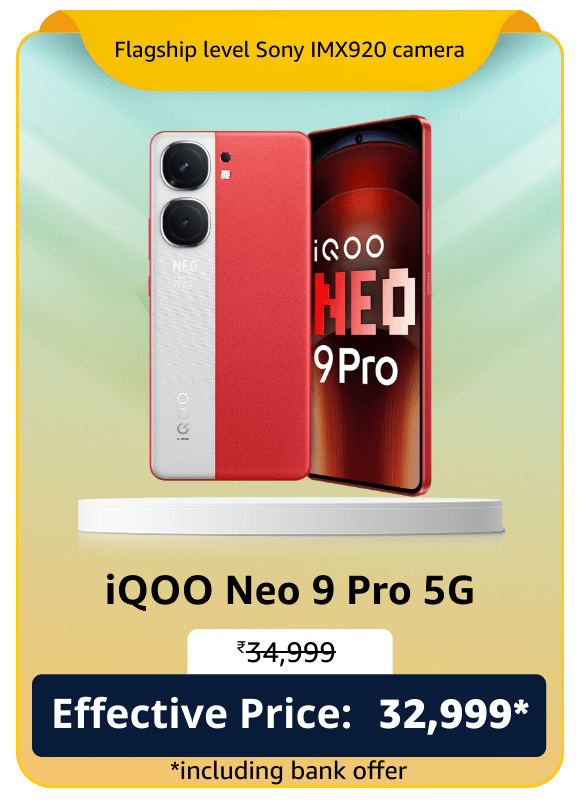 Flagship level Sony IMX920 camera
iQOO
NEO
9Pro
NEO
iQOO Neo 9 Pro 5G
₹34,999
Effective Price: 32,999*
*including bank offer